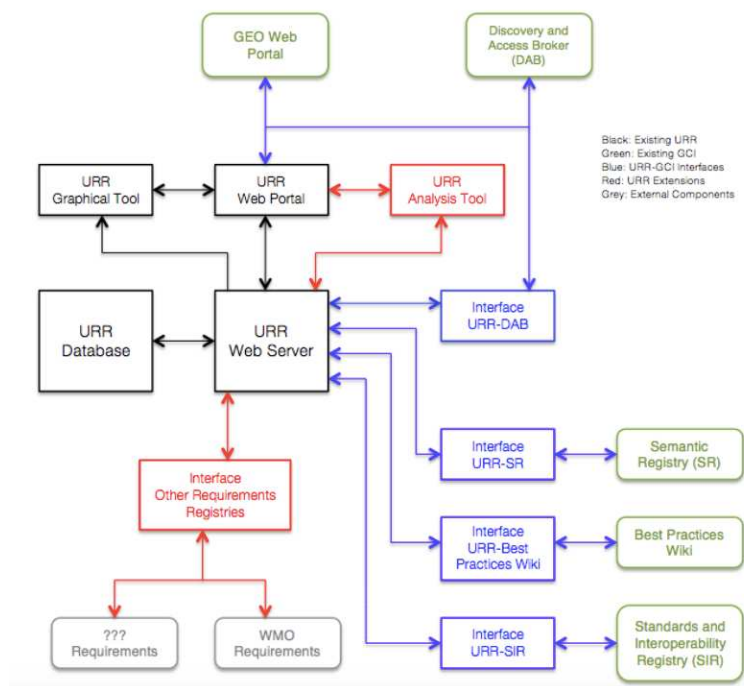 GEO Web
Portal
Discovery and
Access Broker
(DAB)
Black: Existing URR
Green: Existing GCI
Blue: URR-GCI Interfaces
Red: URR Extensions
Grey: External Components
URR
Graphical Tool
URR
Web Portal
URR
Analysis Tool
URR
Database
URR
Web Server
Interface
URR-DAB
Interface
URR-SR
Semantic
Registry (SR)
Interface
Other Requirements
Registries
Interface
URR-Best
Practices Wiki
Best Practices
Wiki
???
Requirements
WMO
Requirements
Interface
URR-SIR
Standards and
Interoperability
Registry (SIR)